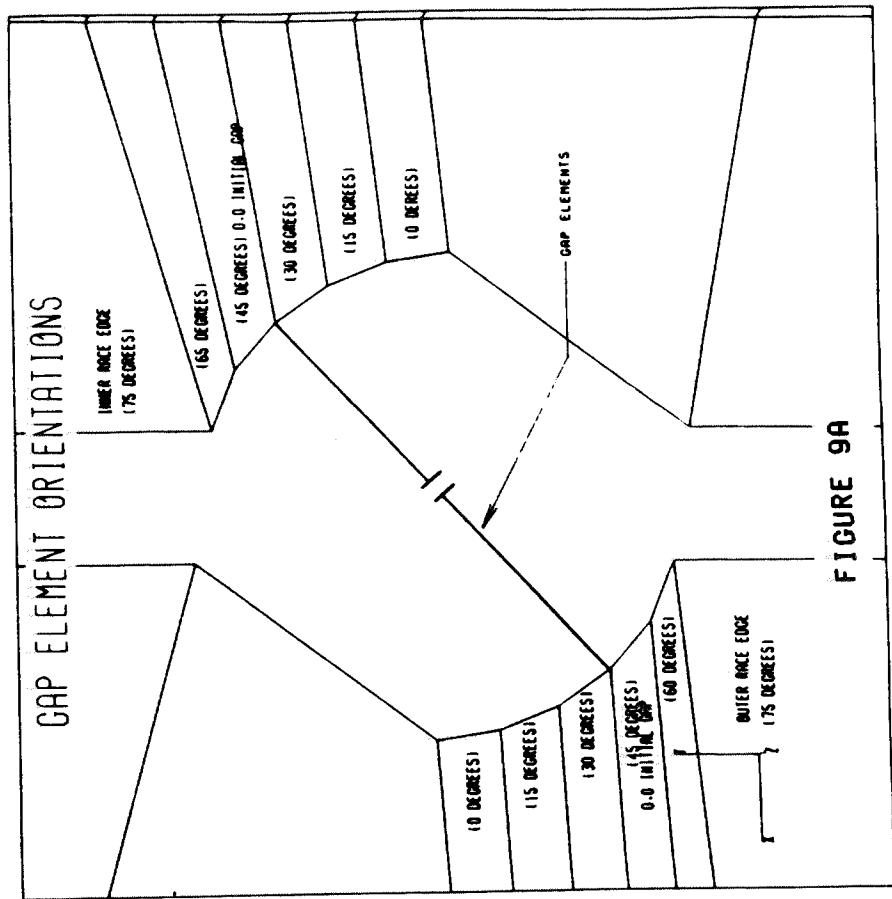 GAP ELEMENT ORIENTATIONS
INNER RACE EDGE
(75 DEGREES)
(65 DEGREES)
(45 DEGREES) 0.0 INITIAL GAP
(30 DEGREES)
(15 DEGREES)
(0 DEREES)
GAP ELEMENTS
(0 DEGREES)
(15 DEGREES)
(30 DEGREES)
(45 DEGREES)
0.0 INITIAL GAP
(60 DEGREES)
OUTER RACE EDGE
(75 DEGREES)
FIGURE 9A